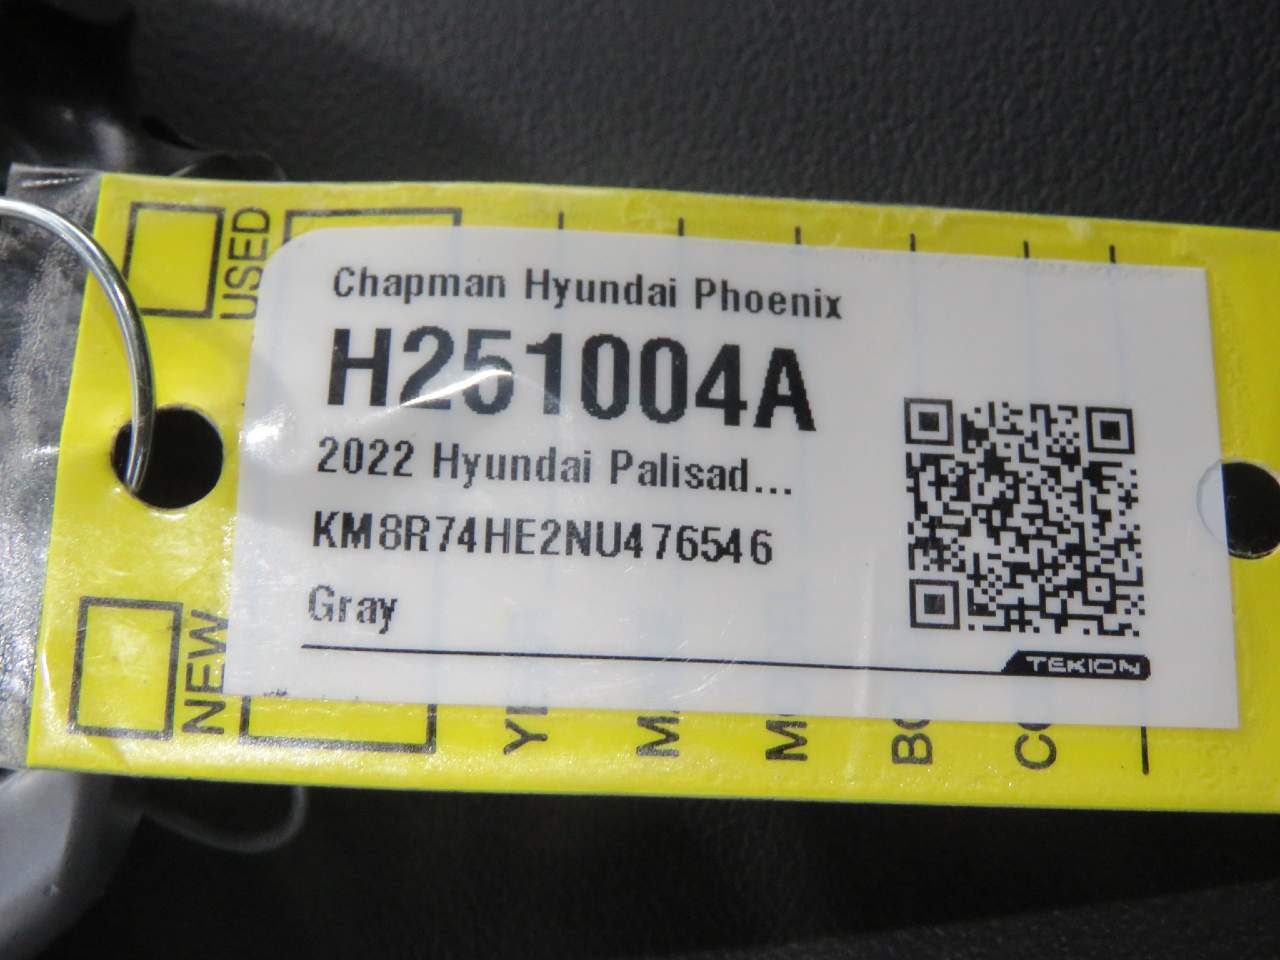 USED
Chapman Hyundai Phoenix
H251004A
2022 Hyundai Palisad...
KM8R74HE2NU476546
Gray
TEKION
NEW